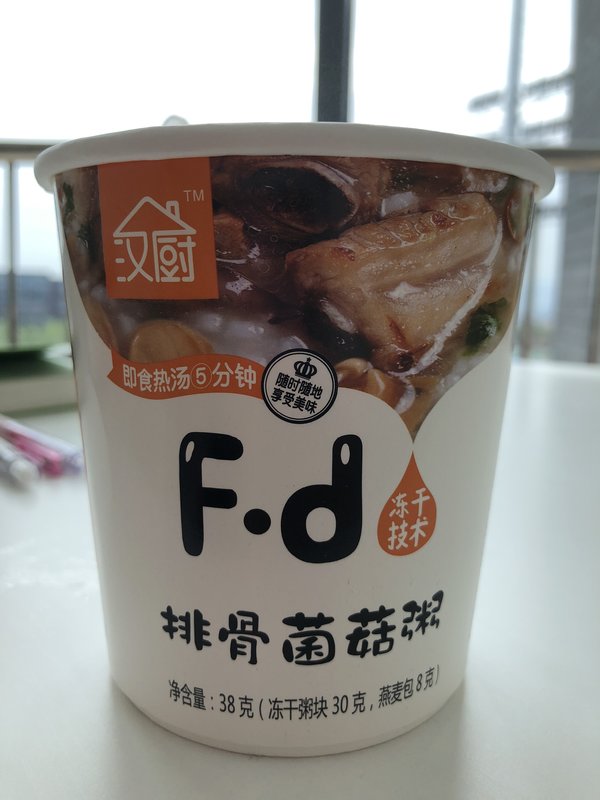 汉厨
TM
即食热汤⑤分钟
随时随地
享受美味
F·d
冻干
技术
排骨菌菇粥
净含量：38克（冻干粥块30克，燕麦包8克）